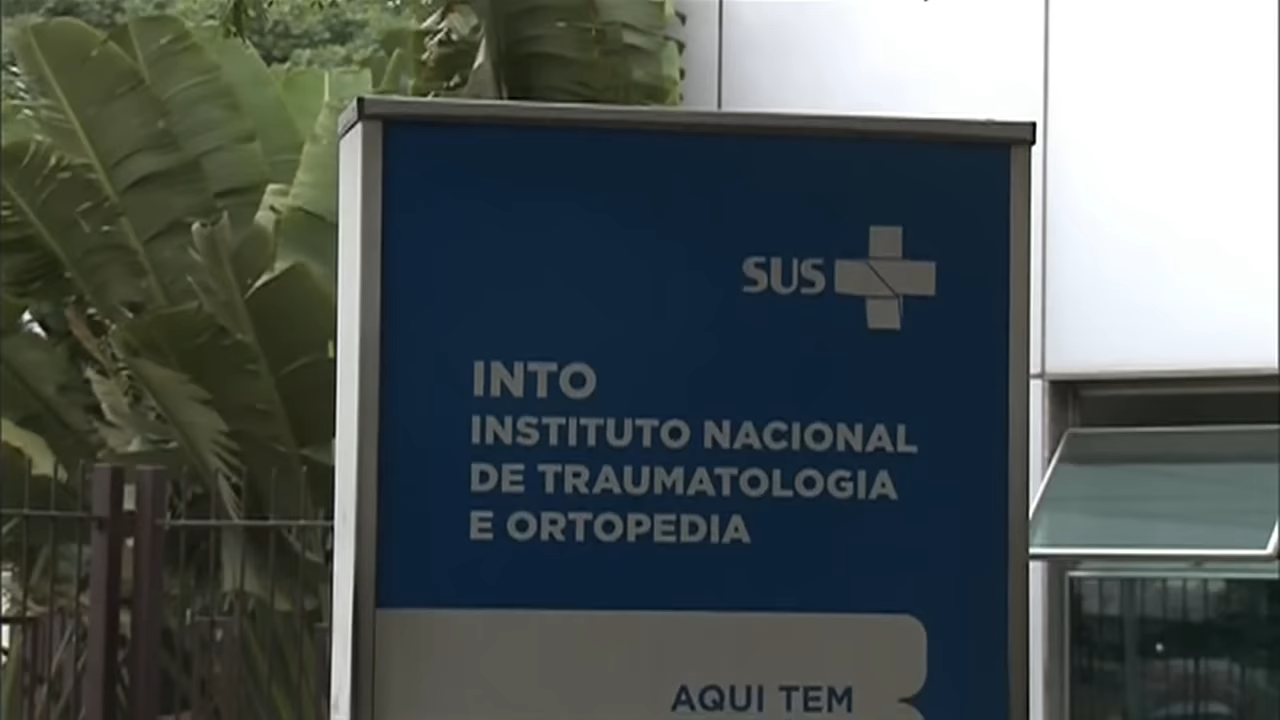 SUS
INTO
INSTITUTO NACIONAL
DE TRAUMATOLOGIA
E ORTOPEDIA
AQUI TEM